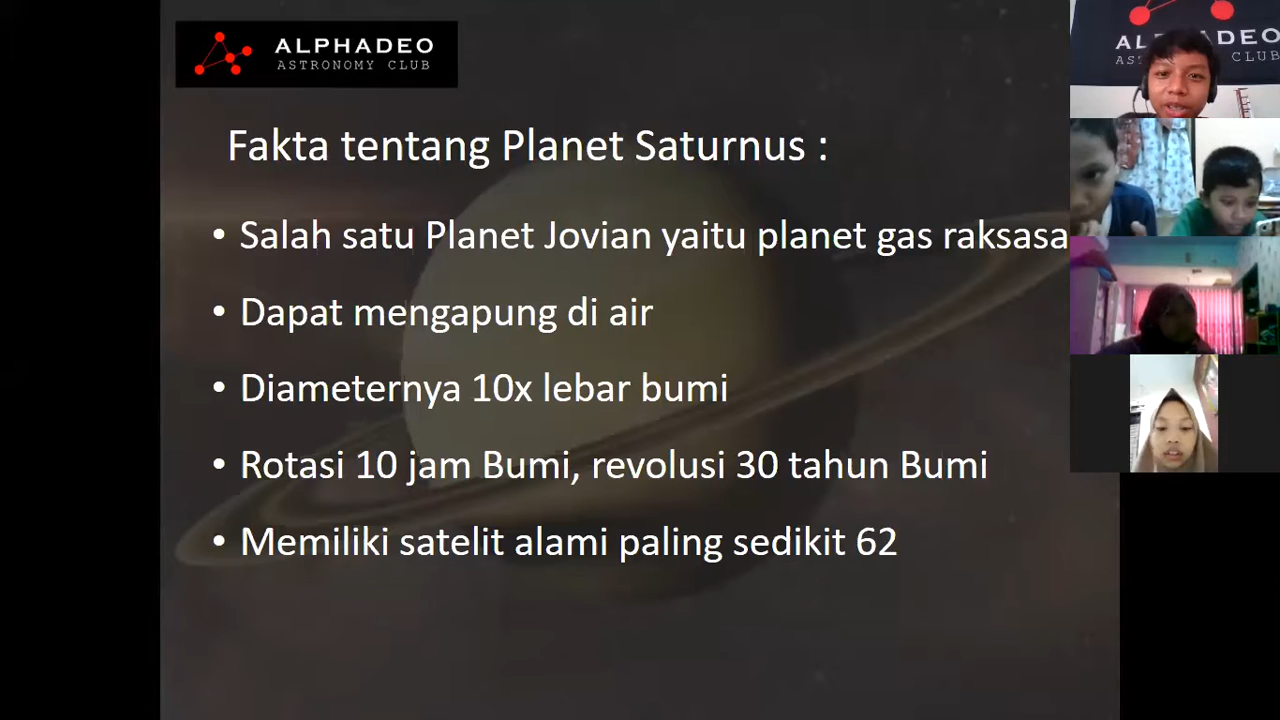 ALPHADEO
ASTRONOMY CLUB
Fakta tentang Planet Saturnus :
• Salah satu Planet Jovian yaitu planet gas raksasa
• Dapat mengapung di air
• Diameternya 10x lebar bumi
• Rotasi 10 jam Bumi, revolusi 30 tahun Bumi
• Memiliki satelit alami paling sedikit 62